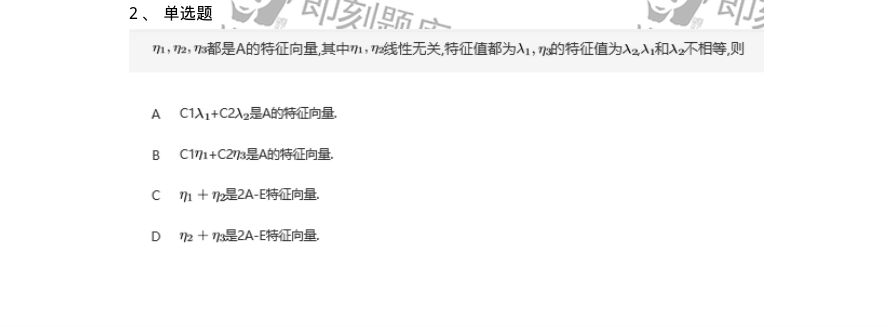 2、 单选题
即刻题库
即
η₁, η₂, η₃都是A的特征向量,其中η₁, η₂线性无关,特征值都为λ₁, η₃的特征值为λ₂,λ₁和λ₂不相等,则
A C1λ₁+C2λ₂是A的特征向量.
B C1η₁+C2η₃是A的特征向量.
C η₁ + η₂是2A-E特征向量.
D η₂ + η₃是2A-E特征向量.